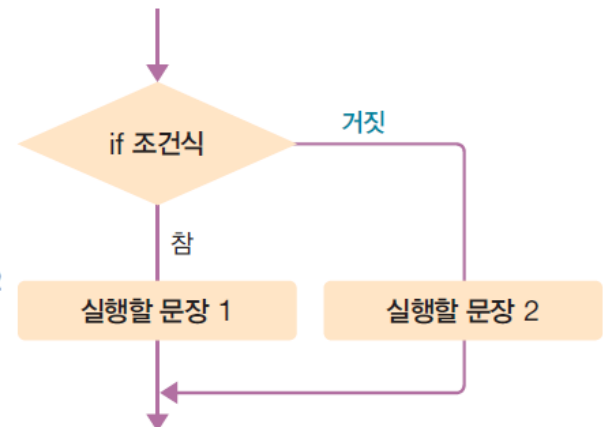 if 조건식
거짓
참
실행할 문장 1
실행할 문장 2